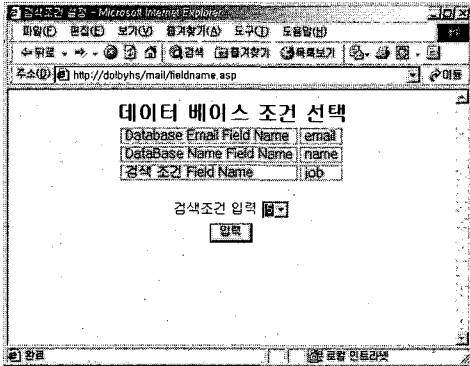 검색조건 설정 - Microsoft Internet Explorer
파일(F) 편집(E) 보기(V) 즐겨찾기(A) 도구(T) 도움말(H)
뒤로 검색 즐겨찾기 목록보기
주소(D) http://dolbyhs/mail/fieldname.asp 이동
데이터 베이스 조건 선택
Database Email Field Name email
DataBase Name Field Name name
검색 조건 Field Name job
검색조건 입력
입력
완료 로컬 인트라넷